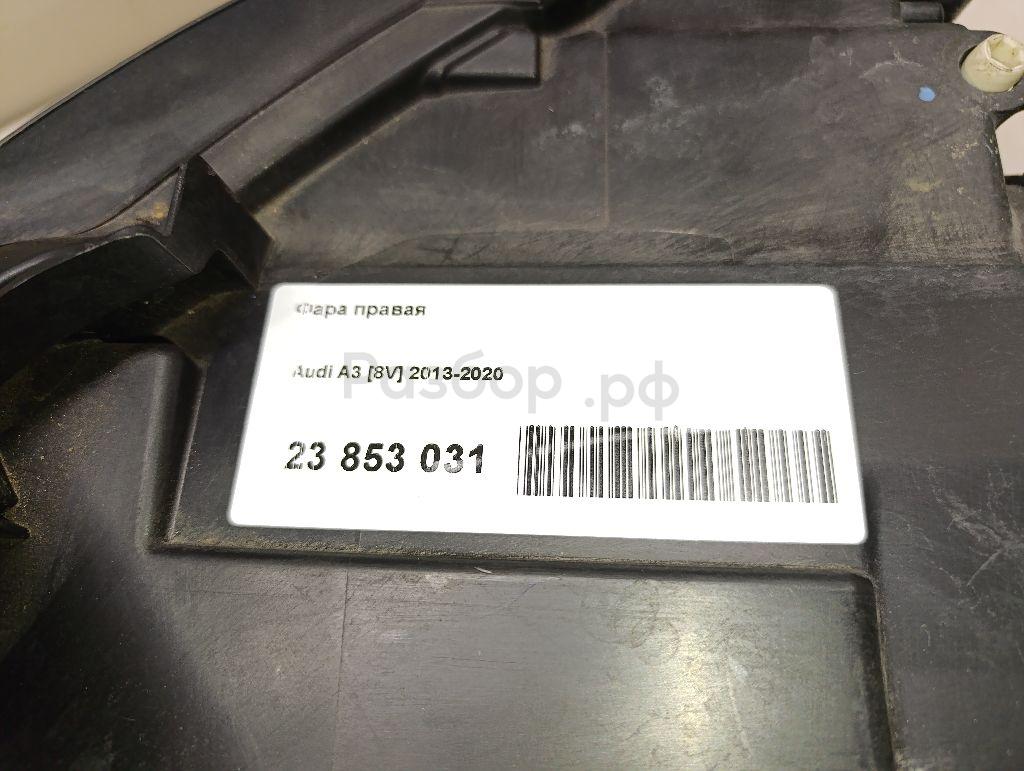 Фара правая
Audi A3 [8V] 2013-2020
Разбор.рф
23 853 031